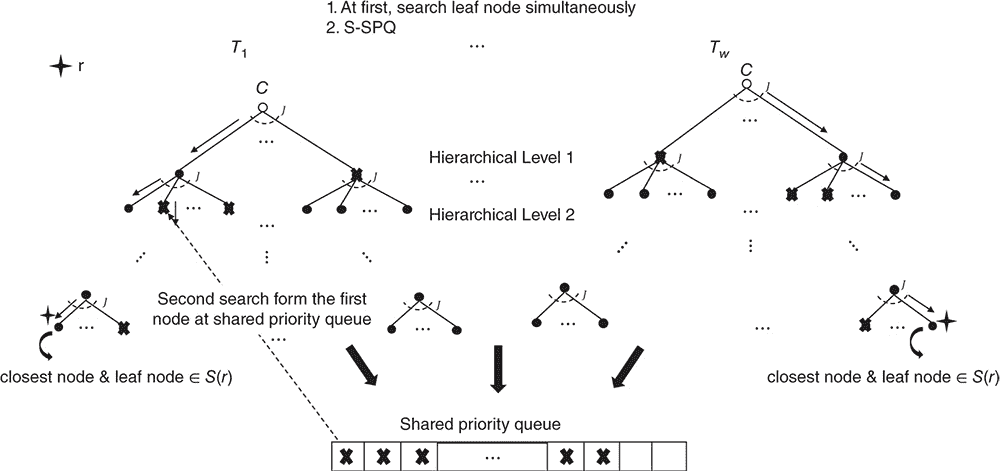 1. At first, search leaf node simultaneously
2. S-SPQ
T1 ... Tw
r
C C
J J
... ...
Hierarchical Level 1
...
J J J J
... ... ... ...
Hierarchical Level 2
... ...
J J J J
Second search form the first
node at shared priority queue
... ... ... ... ... ...
closest node & leaf node ∈ S(r) closest node & leaf node ∈ S(r)
Shared priority queue
...